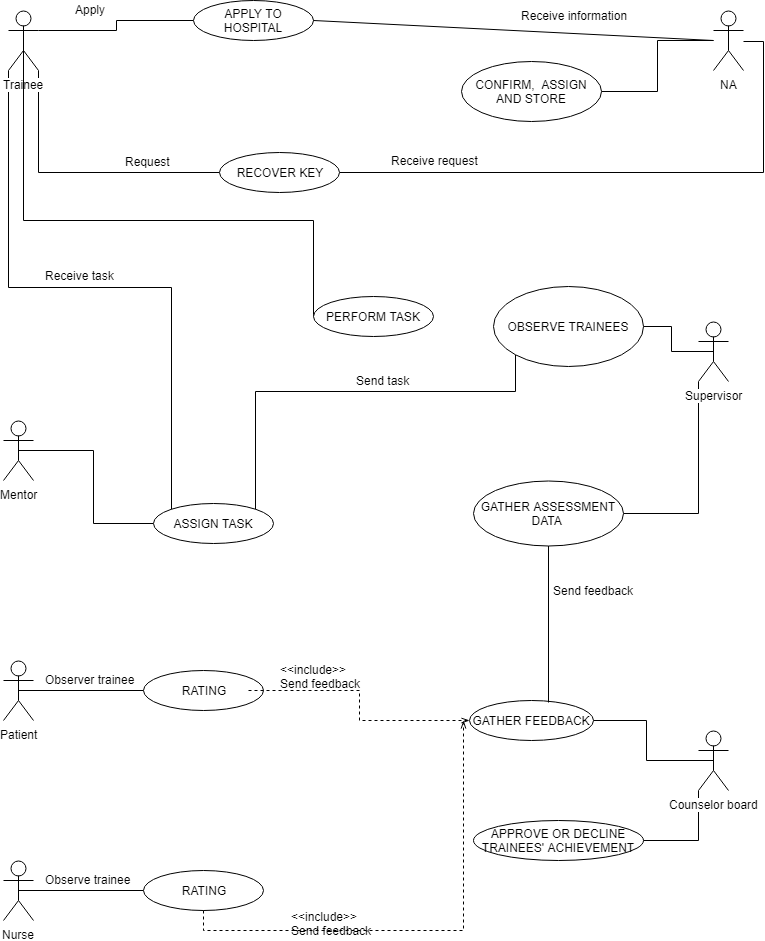 Apply
APPLY TO
HOSPITAL
Receive information
Trainee
CONFIRM, ASSIGN
AND STORE
NA
Request
RECOVER KEY
Receive request
Receive task
PERFORM TASK
OBSERVE TRAINEES
Send task
Supervisor
Mentor
ASSIGN TASK
GATHER ASSESSMENT
DATA
Send feedback
Observer trainee
RATING
<<include>>
Send feedback
Patient
GATHER FEEDBACK
Counselor board
APPROVE OR DECLINE
TRAINEES' ACHIEVEMENT
Observe trainee
RATING
<<include>>
Send feedback
Nurse